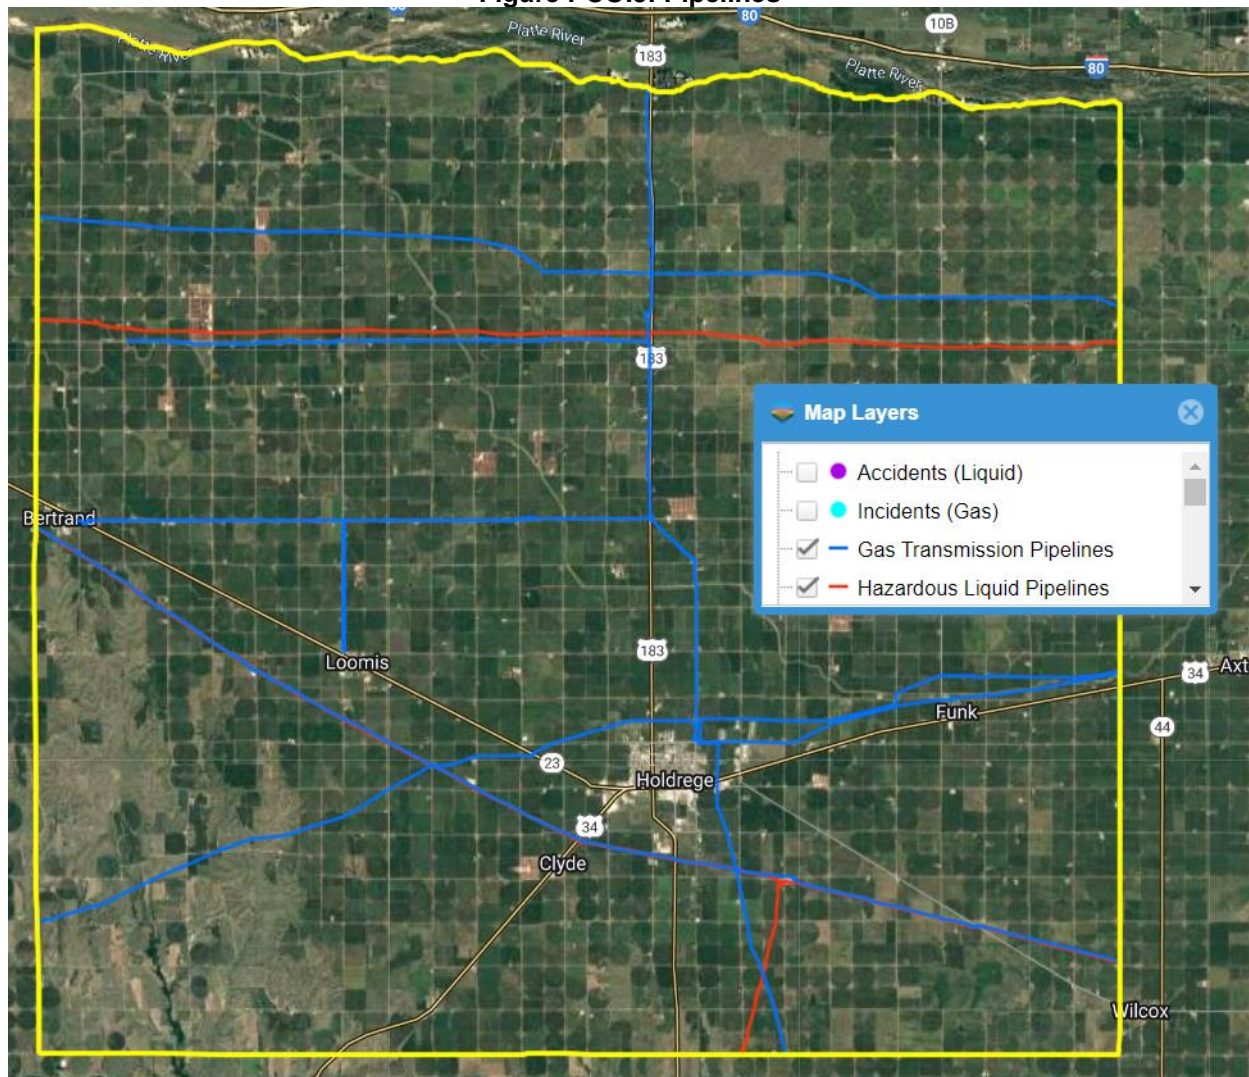 80
Platte River
80
10B
Platte River
183
Platte River
80
183
Map Layers
Accidents (Liquid)
Incidents (Gas)
Gas Transmission Pipelines
Hazardous Liquid Pipelines
Bertrand
183
Loomis
34
Axt
Funk
44
23
Holdrege
34
Clyde
Wilcox